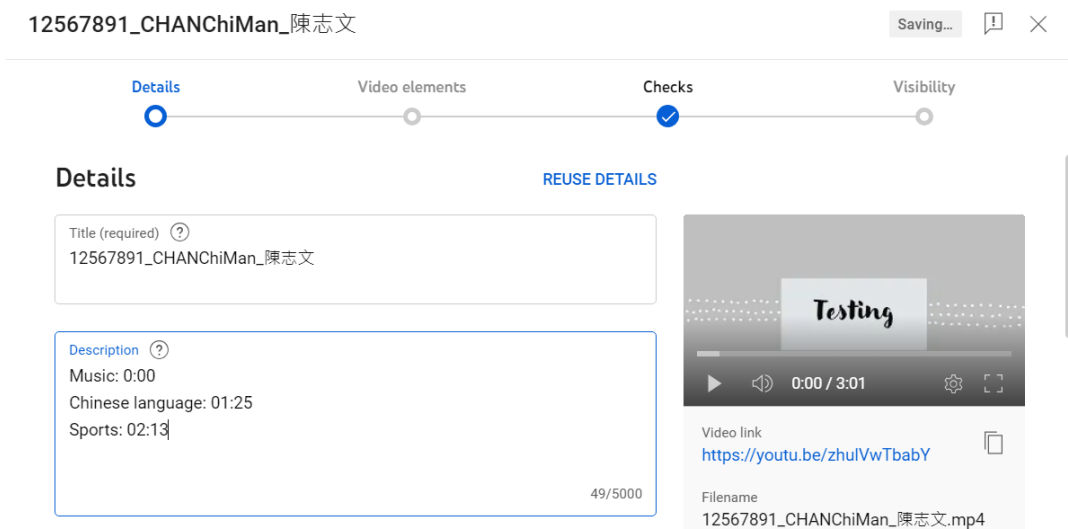 12567891_CHANChiMan_陳志文
Saving...
Details
Video elements
Checks
Visibility
Details
REUSE DETAILS
Title (required)
12567891_CHANChiMan_陳志文
Description
Music: 0:00
Chinese language: 01:25
Sports: 02:13
49/5000
Testing
0:00 / 3:01
Video link
https://youtu.be/zhulVwTbabY
Filename
12567891_CHANChiMan_陳志文.mp4